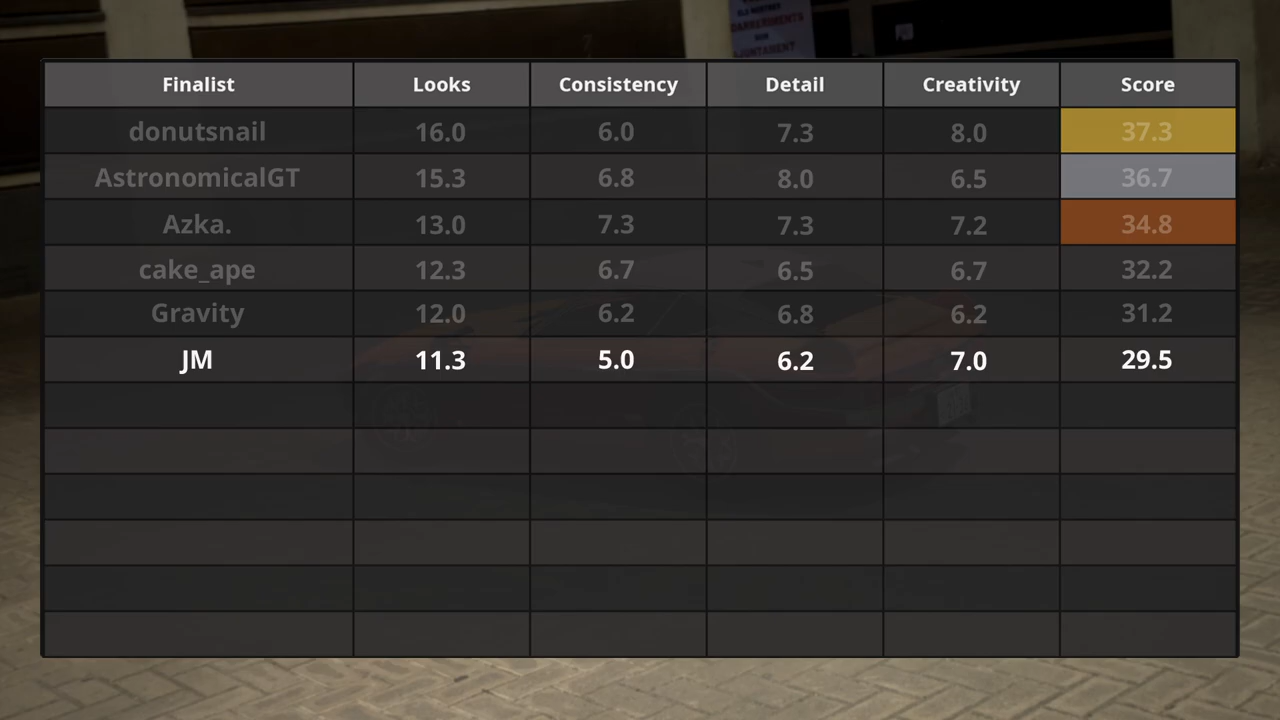 Finalist Looks Consistency Detail Creativity Score
donutsnail 16.0 6.0 7.3 8.0 37.3
AstronomicalGT 15.3 6.8 8.0 6.5 36.7
Azka. 13.0 7.3 7.3 7.2 34.8
cake_ape 12.3 6.7 6.5 6.7 32.2
Gravity 12.0 6.2 6.8 6.2 31.2
JM 11.3 5.0 6.2 7.0 29.5